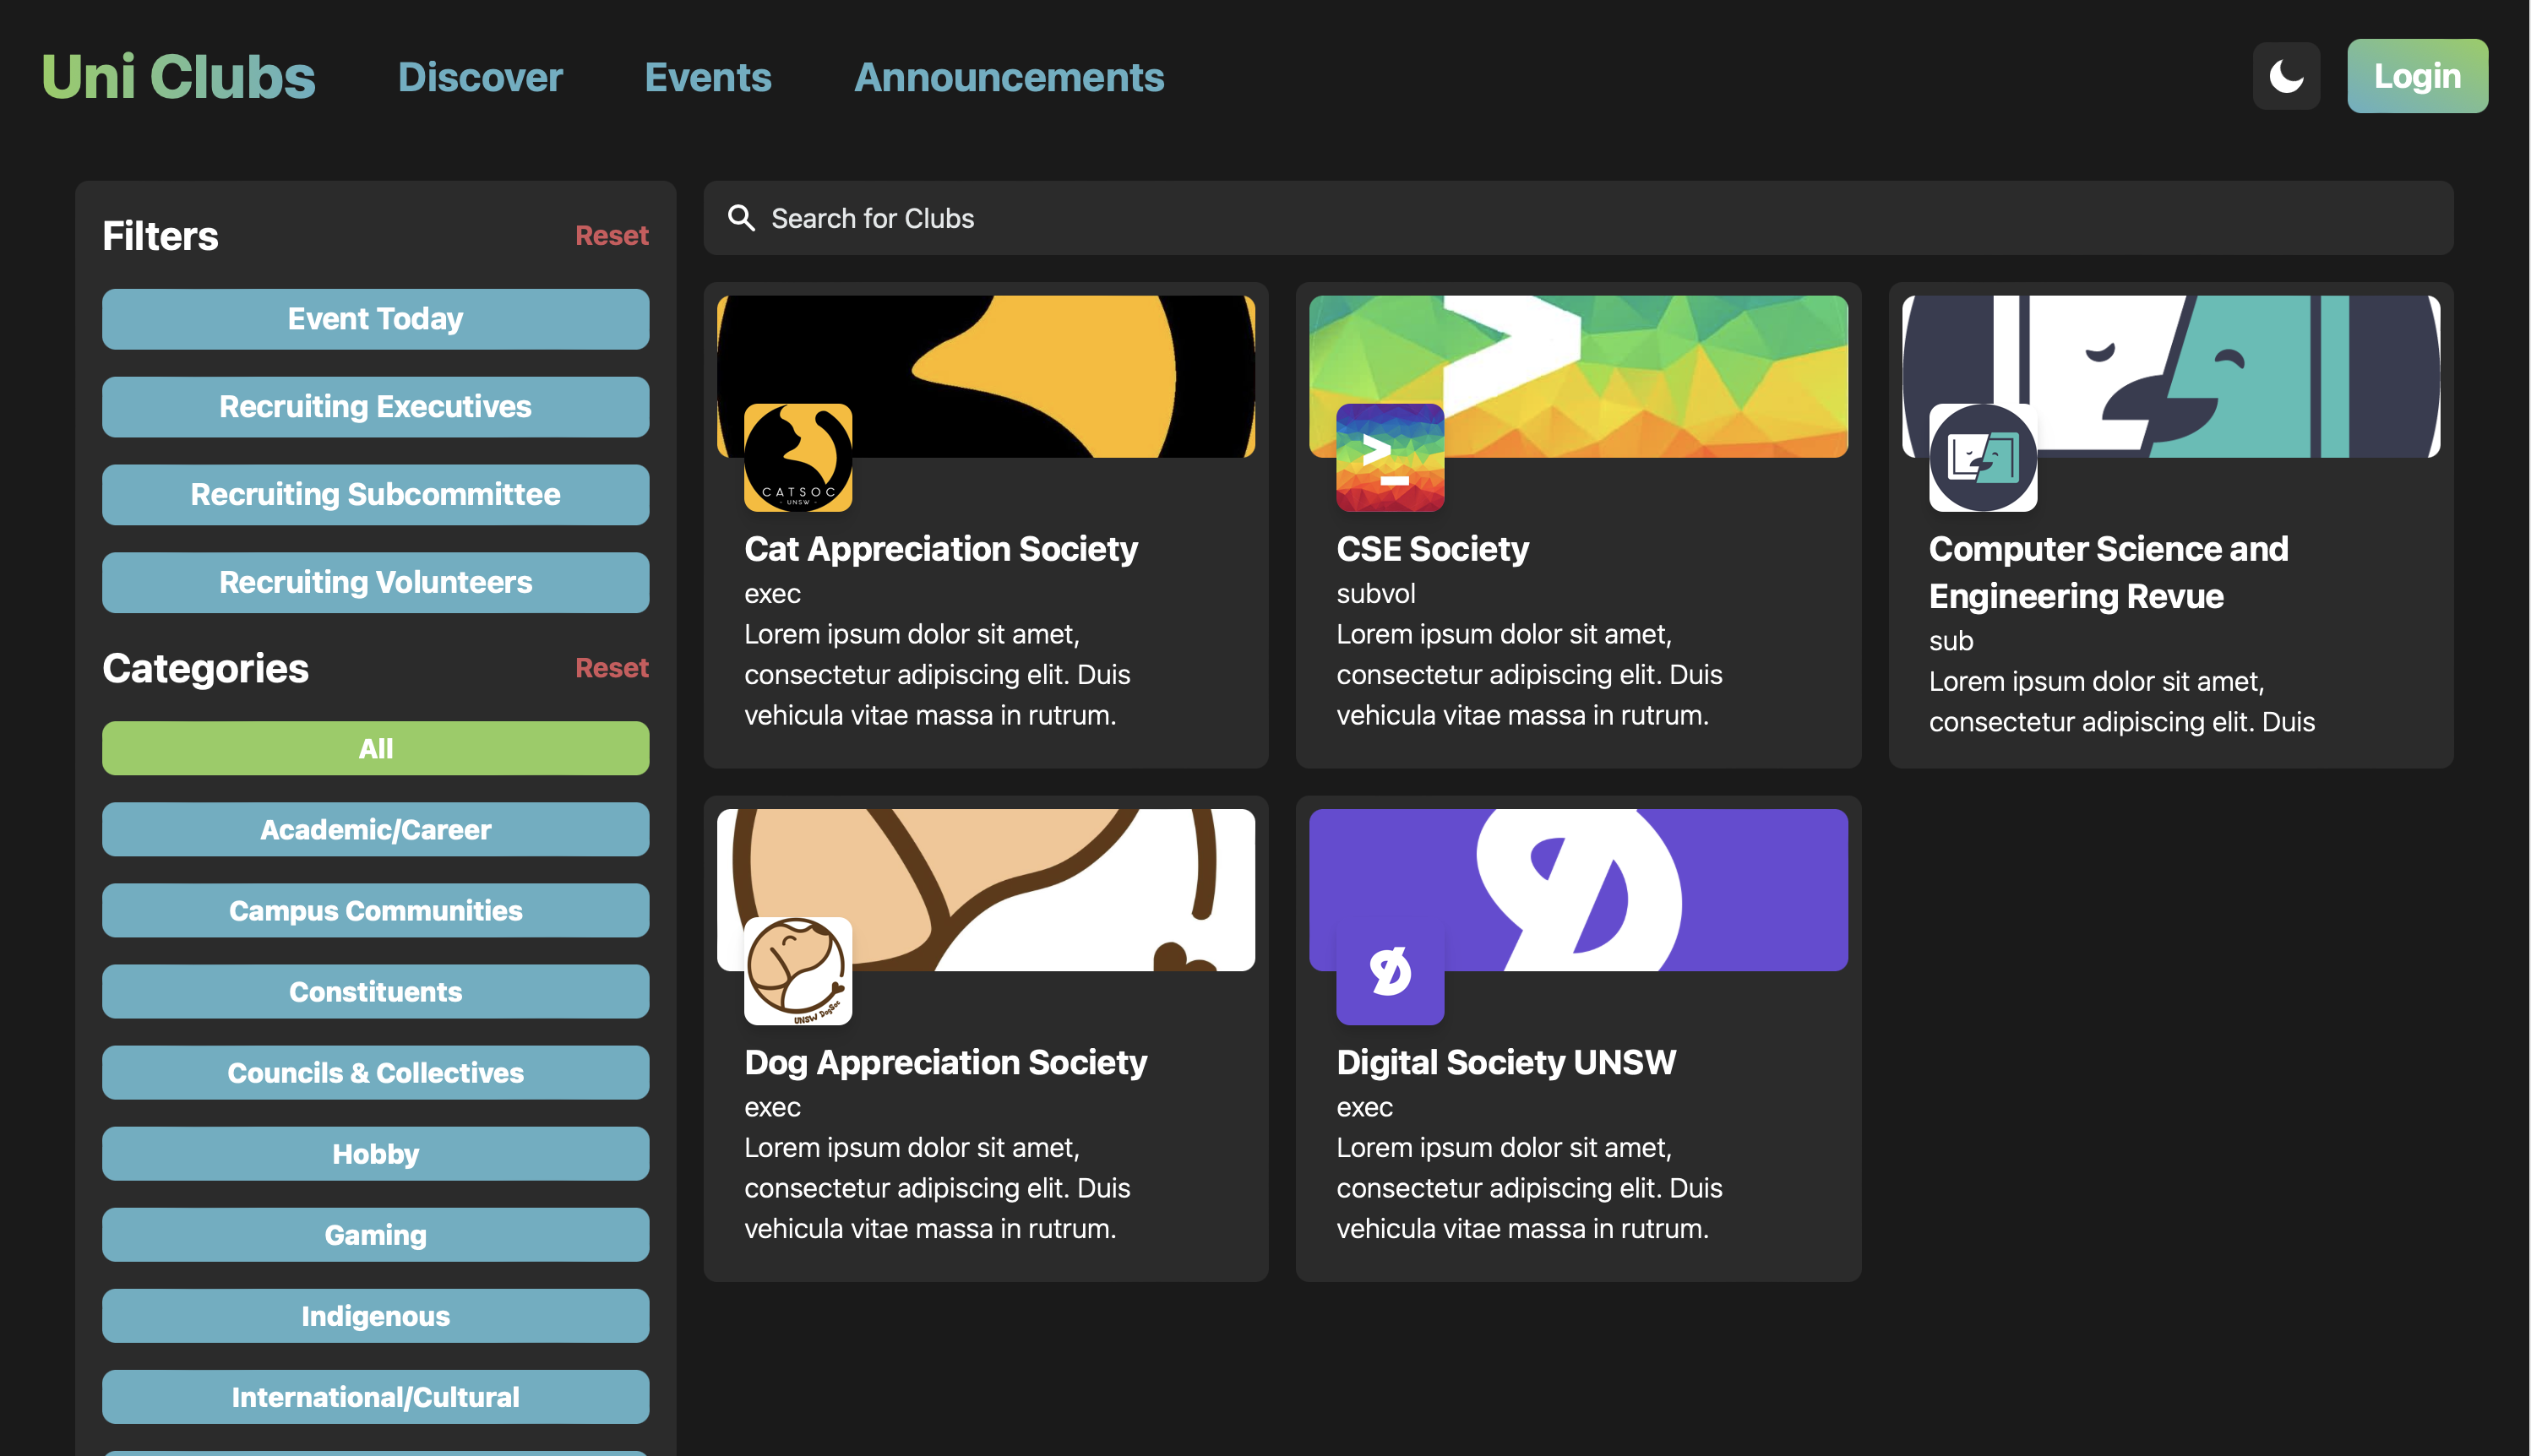 Uni Clubs
Discover
Events
Announcements
Login
Filters
Reset
Event Today
Recruiting Executives
Recruiting Subcommittee
Recruiting Volunteers
Categories
Reset
All
Academic/Career
Campus Communities
Constituents
Councils & Collectives
Hobby
Gaming
Indigenous
International/Cultural
Search for Clubs
CATSOC
- UNSW -
Cat Appreciation Society
exec
Lorem ipsum dolor sit amet,
consectetur adipiscing elit. Duis
vehicula vitae massa in rutrum.
>_
CSE Society
subvol
Lorem ipsum dolor sit amet,
consectetur adipiscing elit. Duis
vehicula vitae massa in rutrum.
Computer Science and
Engineering Revue
sub
Lorem ipsum dolor sit amet,
consectetur adipiscing elit. Duis
UNSW DogSoc
Dog Appreciation Society
exec
Lorem ipsum dolor sit amet,
consectetur adipiscing elit. Duis
vehicula vitae massa in rutrum.
Digital Society UNSW
exec
Lorem ipsum dolor sit amet,
consectetur adipiscing elit. Duis
vehicula vitae massa in rutrum.